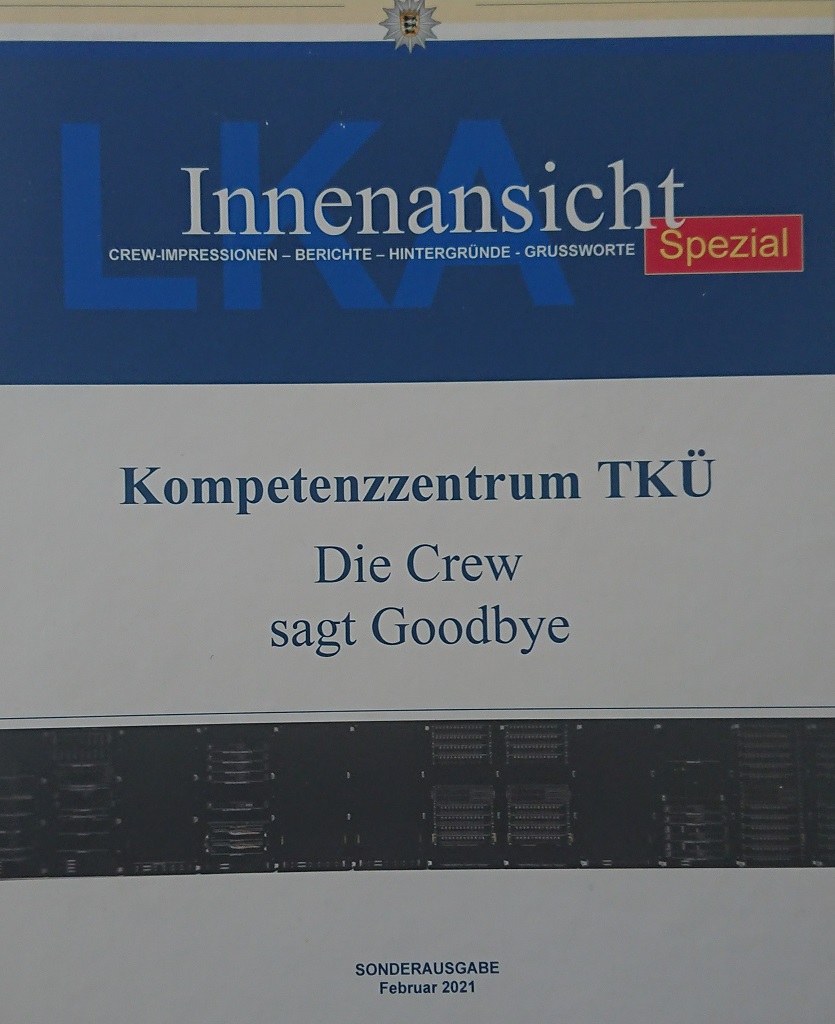 LKA
Innenansicht
Spezial
CREW-IMPRESSIONEN – BERICHTE – HINTERGRÜNDE - GRUSSWORTE
Kompetenzzentrum TKÜ
Die Crew
sagt Goodbye
SONDERAUSGABE
Februar 2021